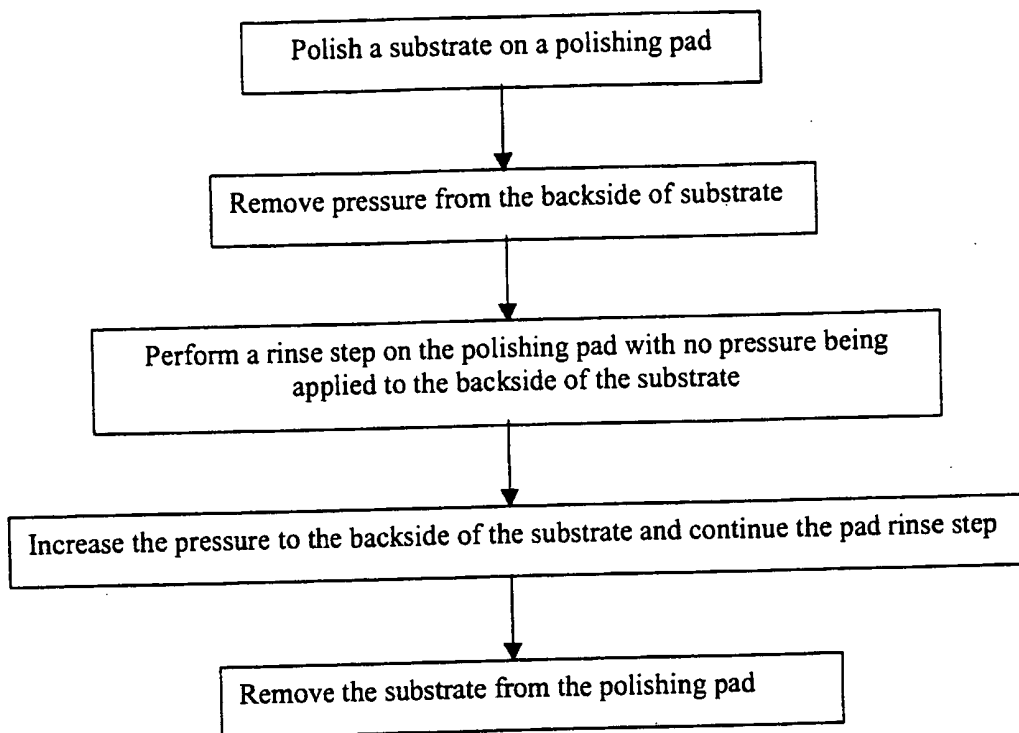 Polish a substrate on a polishing pad
Remove pressure from the backside of substrate
Perform a rinse step on the polishing pad with no pressure being
applied to the backside of the substrate
Increase the pressure to the backside of the substrate and continue the pad rinse step
Remove the substrate from the polishing pad